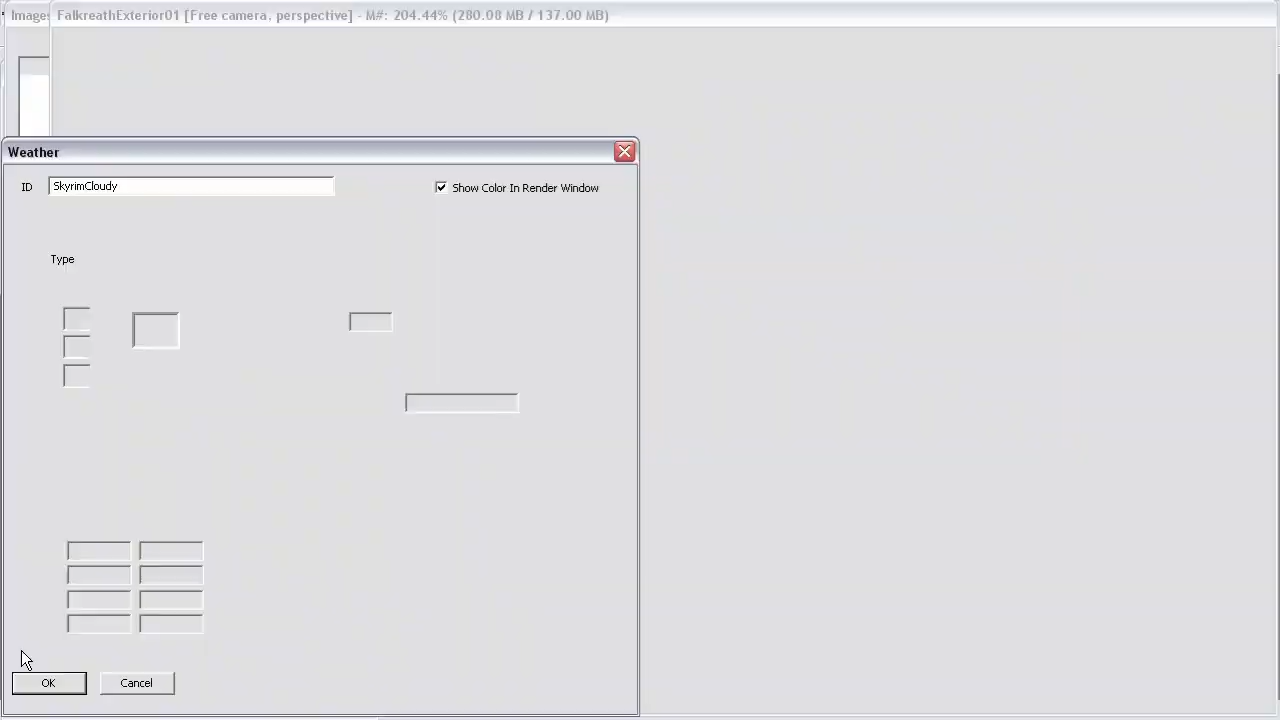 Images
FalkreathExterior01 [Free camera, perspective] - M#: 204.44% (280.08 MB / 137.00 MB)
Weather
ID
SkyrimCloudy
Show Color In Render Window
Type
OK
Cancel